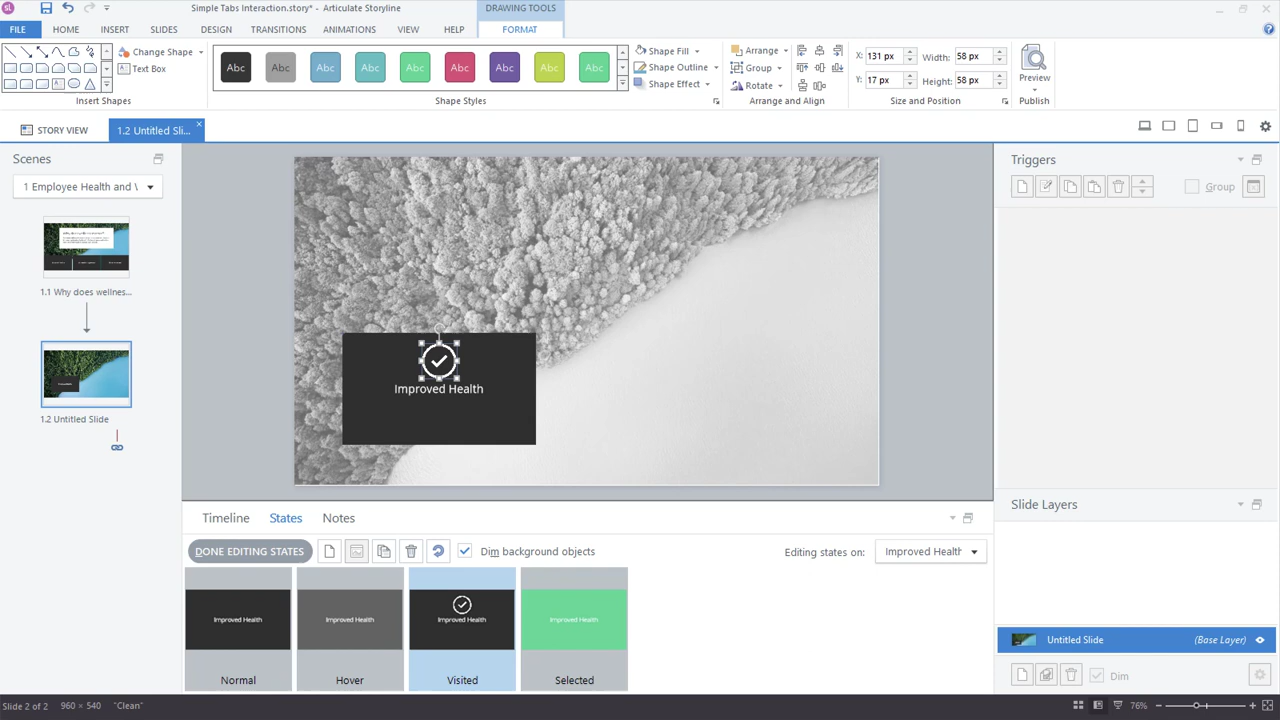 Simple Tabs Interaction.story* - Articulate Storyline
DRAWING TOOLS
FILE HOME INSERT SLIDES DESIGN TRANSITIONS ANIMATIONS VIEW HELP FORMAT
Change Shape
Text Box
Insert Shapes
Abc Abc Abc Abc Abc Abc Abc Abc Abc
Shape Styles
Shape Fill
Shape Outline
Shape Effect
Arrange
Group
Rotate
Arrange and Align
X: 131 px Width: 58 px
Y: 17 px Height: 58 px
Size and Position
Preview
Publish
STORY VIEW
1.2 Untitled Sli...
Scenes
1 Employee Health and
1.1 Why does wellnes...
1.2 Untitled Slide
Improved Health
Triggers
Group
Timeline States Notes
DONE EDITING STATES
Dim background objects
Editing states on: Improved Health
Improved Health
Normal
Improved Health
Hover
Improved Health
Visited
Improved Health
Selected
Slide Layers
Untitled Slide (Base Layer)
Dim
Slide 2 of 2 960 × 540 "Clean"
76%